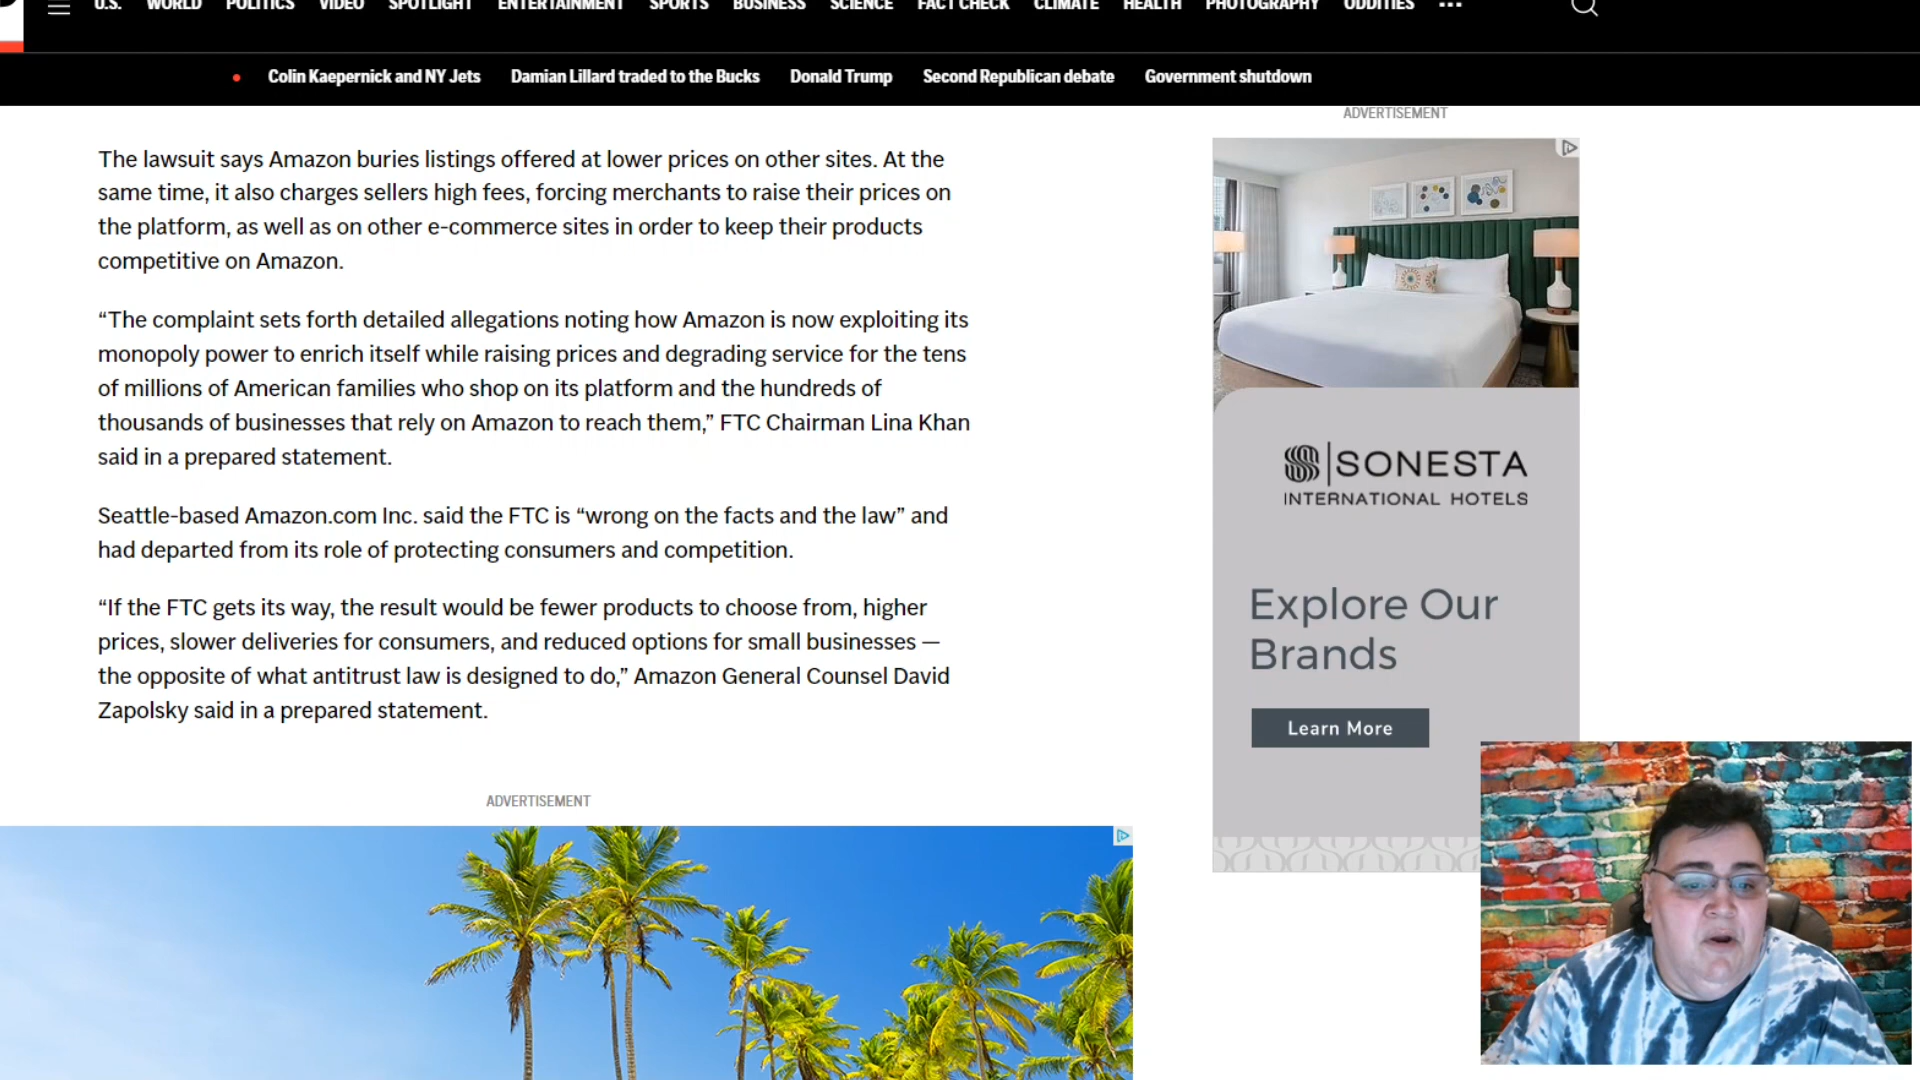 U.S. WORLD POLITICS VIDEO SPOTLIGHT ENTERTAINMENT SPORTS BUSINESS SCIENCE FACT CHECK CLIMATE HEALTH PHOTOGRAPHY ODDITIES
Colin Kaepernick and NY Jets Damian Lillard traded to the Bucks Donald Trump Second Republican debate Government shutdown
The lawsuit says Amazon buries listings offered at lower prices on other sites. At the
same time, it also charges sellers high fees, forcing merchants to raise their prices on
the platform, as well as on other e-commerce sites in order to keep their products
competitive on Amazon.
“The complaint sets forth detailed allegations noting how Amazon is now exploiting its
monopoly power to enrich itself while raising prices and degrading service for the tens
of millions of American families who shop on its platform and the hundreds of
thousands of businesses that rely on Amazon to reach them,” FTC Chairman Lina Khan
said in a prepared statement.
Seattle-based Amazon.com Inc. said the FTC is “wrong on the facts and the law” and
had departed from its role of protecting consumers and competition.
“If the FTC gets its way, the result would be fewer products to choose from, higher
prices, slower deliveries for consumers, and reduced options for small businesses —
the opposite of what antitrust law is designed to do,” Amazon General Counsel David
Zapolsky said in a prepared statement.
ADVERTISEMENT
ADVERTISEMENT
SONESTA
INTERNATIONAL HOTELS
Explore Our
Brands
Learn More